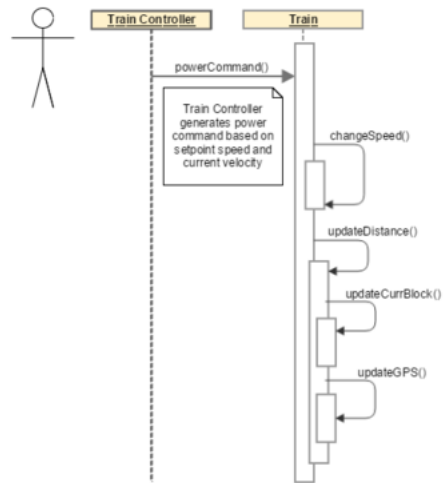 Train Controller
Train
powerCommand()
Train Controller
generates power
command based on
setpoint speed and
current velocity
changeSpeed()
updateDistance()
updateCurrBlock()
updateGPS()